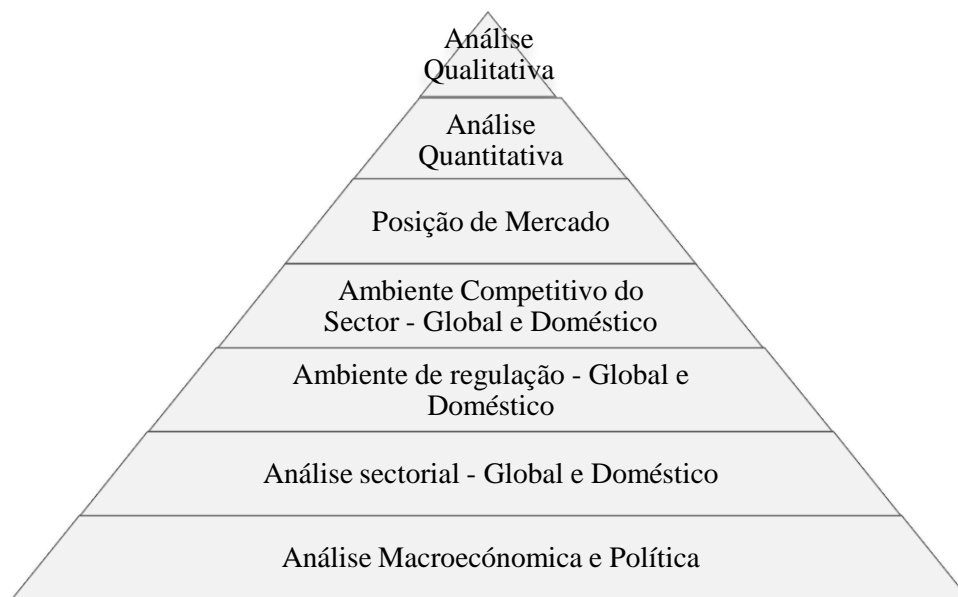 Análise
Qualitativa
Análise
Quantitativa
Posição de Mercado
Ambiente Competitivo do
Sector - Global e Doméstico
Ambiente de regulação - Global e
Doméstico
Análise sectorial - Global e Doméstico
Análise Macroecónomica e Política